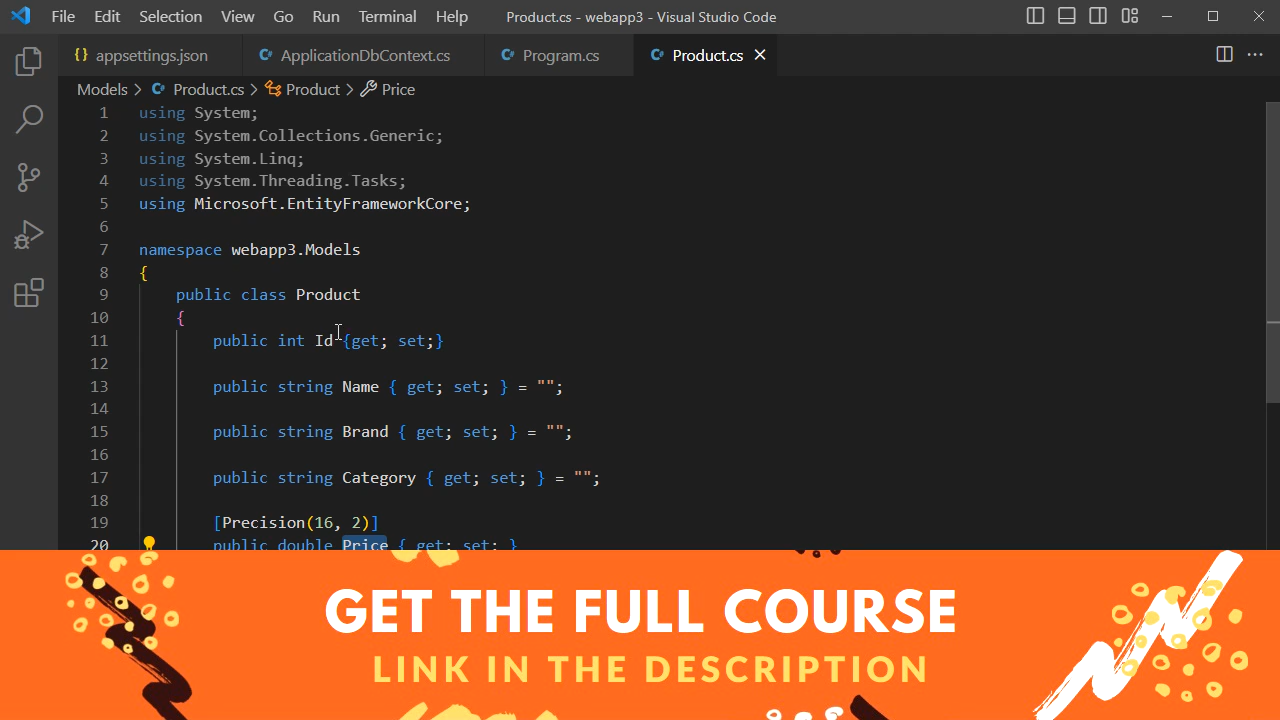 File Edit Selection View Go Run Terminal Help Product.cs - webapp3 - Visual Studio Code
{} appsettings.json C# ApplicationDbContext.cs C# Program.cs C# Product.cs
Models > C# Product.cs > Product > Price
1 using System;
2 using System.Collections.Generic;
3 using System.Linq;
4 using System.Threading.Tasks;
5 using Microsoft.EntityFrameworkCore;
6
7 namespace webapp3.Models
8 {
9 public class Product
10 {
11 public int Id {get; set;}
12
13 public string Name { get; set; } = "";
14
15 public string Brand { get; set; } = "";
16
17 public string Category { get; set; } = "";
18
19 [Precision(16, 2)]
20 public double Price { get; set; }
GET THE FULL COURSE
LINK IN THE DESCRIPTION